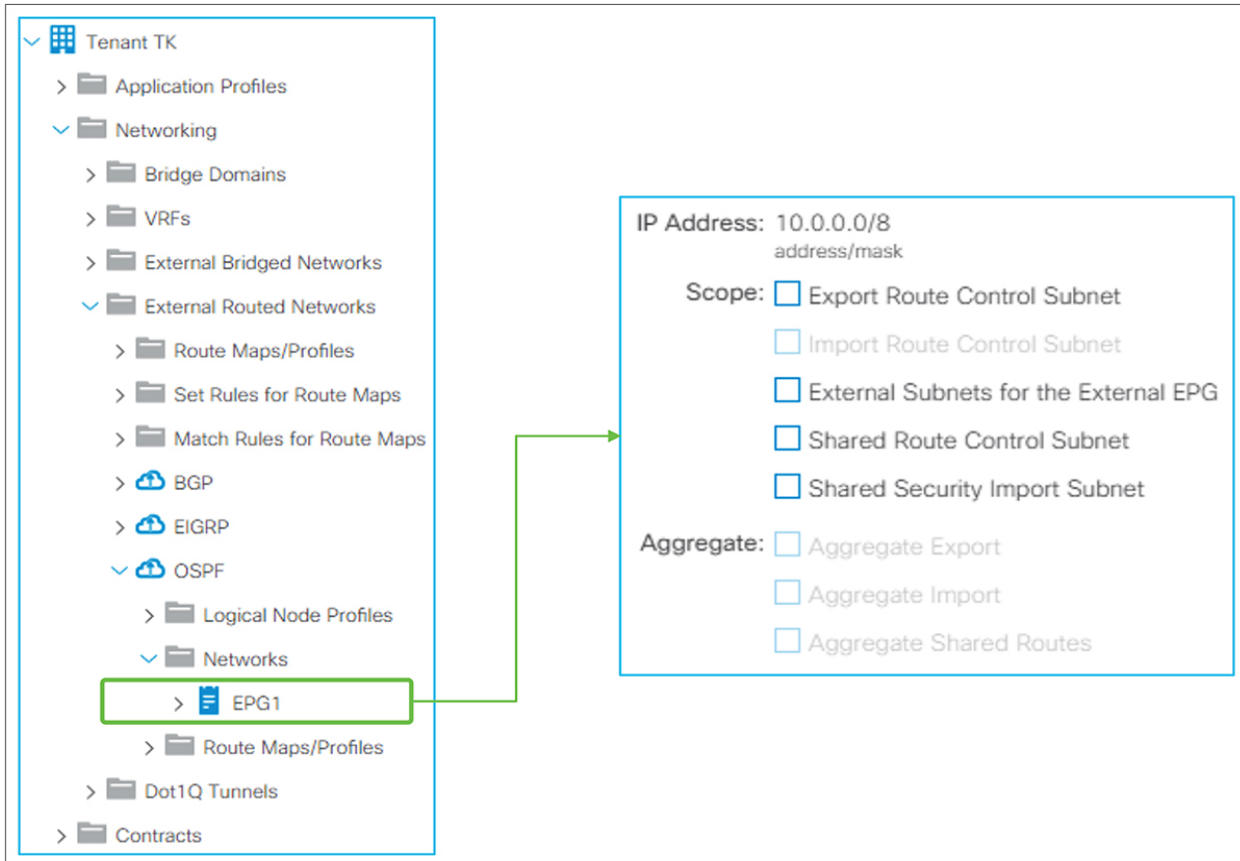 Tenant TK
Application Profiles
Networking
Bridge Domains
VRFs
External Bridged Networks
External Routed Networks
Route Maps/Profiles
Set Rules for Route Maps
Match Rules for Route Maps
BGP
EIGRP
OSPF
Logical Node Profiles
Networks
EPG1
Route Maps/Profiles
Dot1Q Tunnels
Contracts
IP Address: 10.0.0.0/8
address/mask
Scope: Export Route Control Subnet
Import Route Control Subnet
External Subnets for the External EPG
Shared Route Control Subnet
Shared Security Import Subnet
Aggregate: Aggregate Export
Aggregate Import
Aggregate Shared Routes